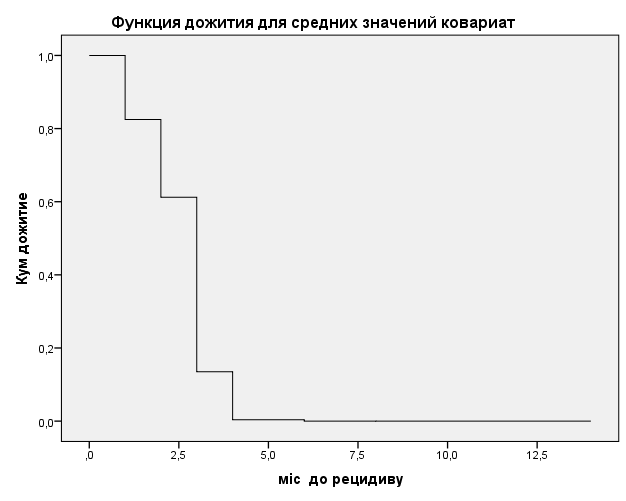 Функция дожития для средних значений ковариат
Кум дожитие
1,0
0,8
0,6
0,4
0,2
0,0
,0 2,5 5,0 7,5 10,0 12,5
міс до рецидиву